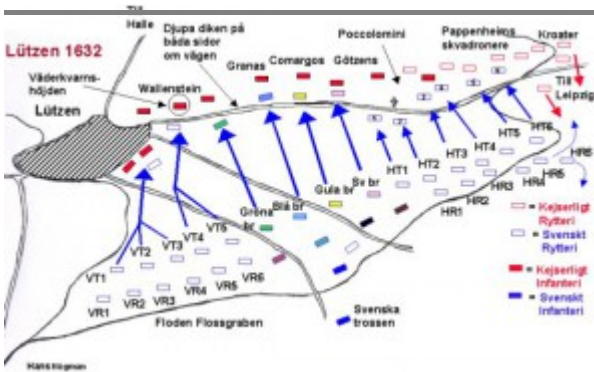 Till
Halle
Lützen 1632
Djupa diken på
båda sidor
om vägen
Väderkvarns-
höjden
Wallenstein
Granas
Comargos
Götzens
Poccolomini
Pappenheims
skvadronere
Kroater
Till
Leipzig
Lützen
HT1
HT2
HT3
HT4
HT5
HT6
HR1
HR2
HR3
HR4
HR5
HR6
Gröna
br
Blå br
Gula br
Sv br
VT1
VT2
VT3
VT4
VT5
VR1
VR2
VR3
VR4
VR5
VR6
Floden Flossgraben
Svenska
trossen
= Kejserligt
Rytteri
= Svenskt
Rytteri
= Kejserligt
Infanteri
= Svenskt
Infanteri
Hans Högman